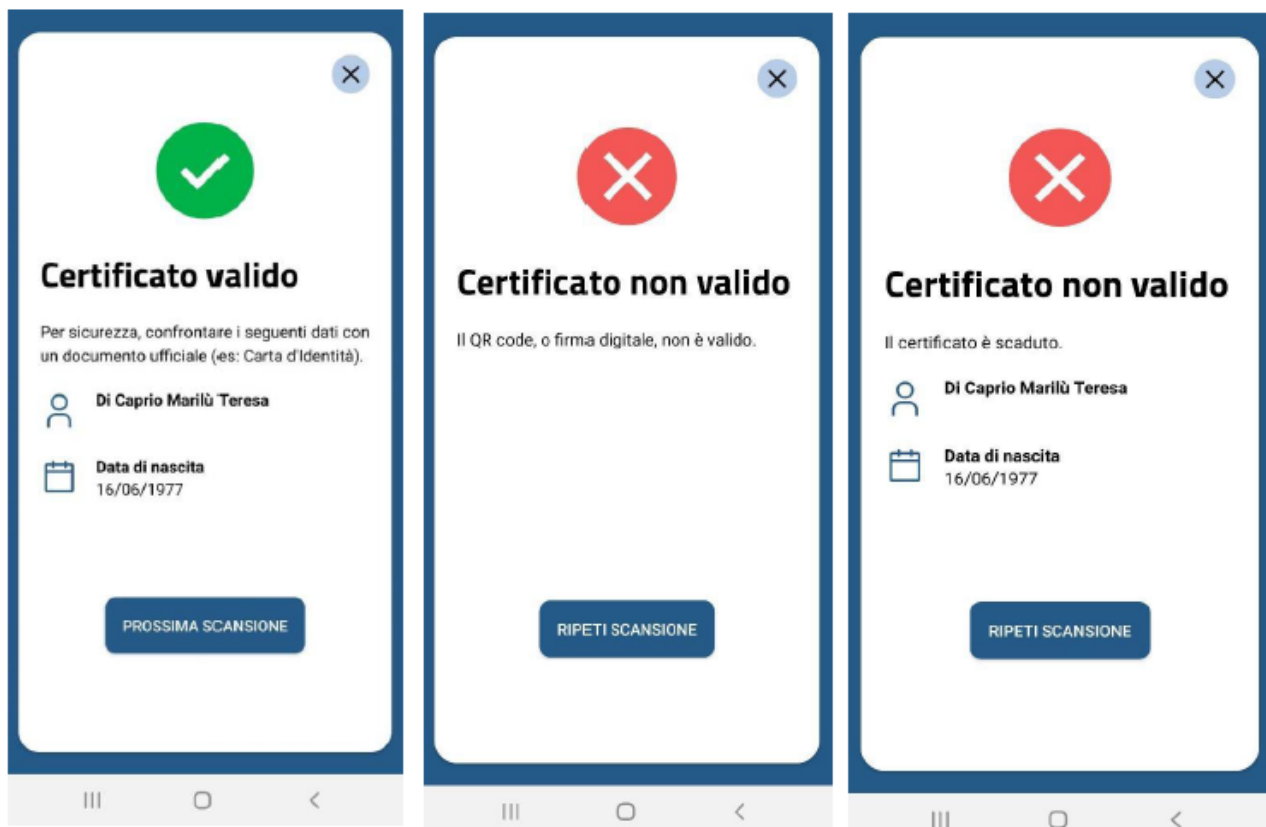 Certificato valido
Per sicurezza, confrontare i seguenti dati con
un documento ufficiale (es: Carta d'Identità).
Di Caprio Marilù Teresa
Data di nascita
16/06/1977
PROSSIMA SCANSIONE
Certificato non valido
Il QR code, o firma digitale, non è valido.
RIPETI SCANSIONE
Certificato non valido
Il certificato è scaduto.
Di Caprio Marilù Teresa
Data di nascita
16/06/1977
RIPETI SCANSIONE